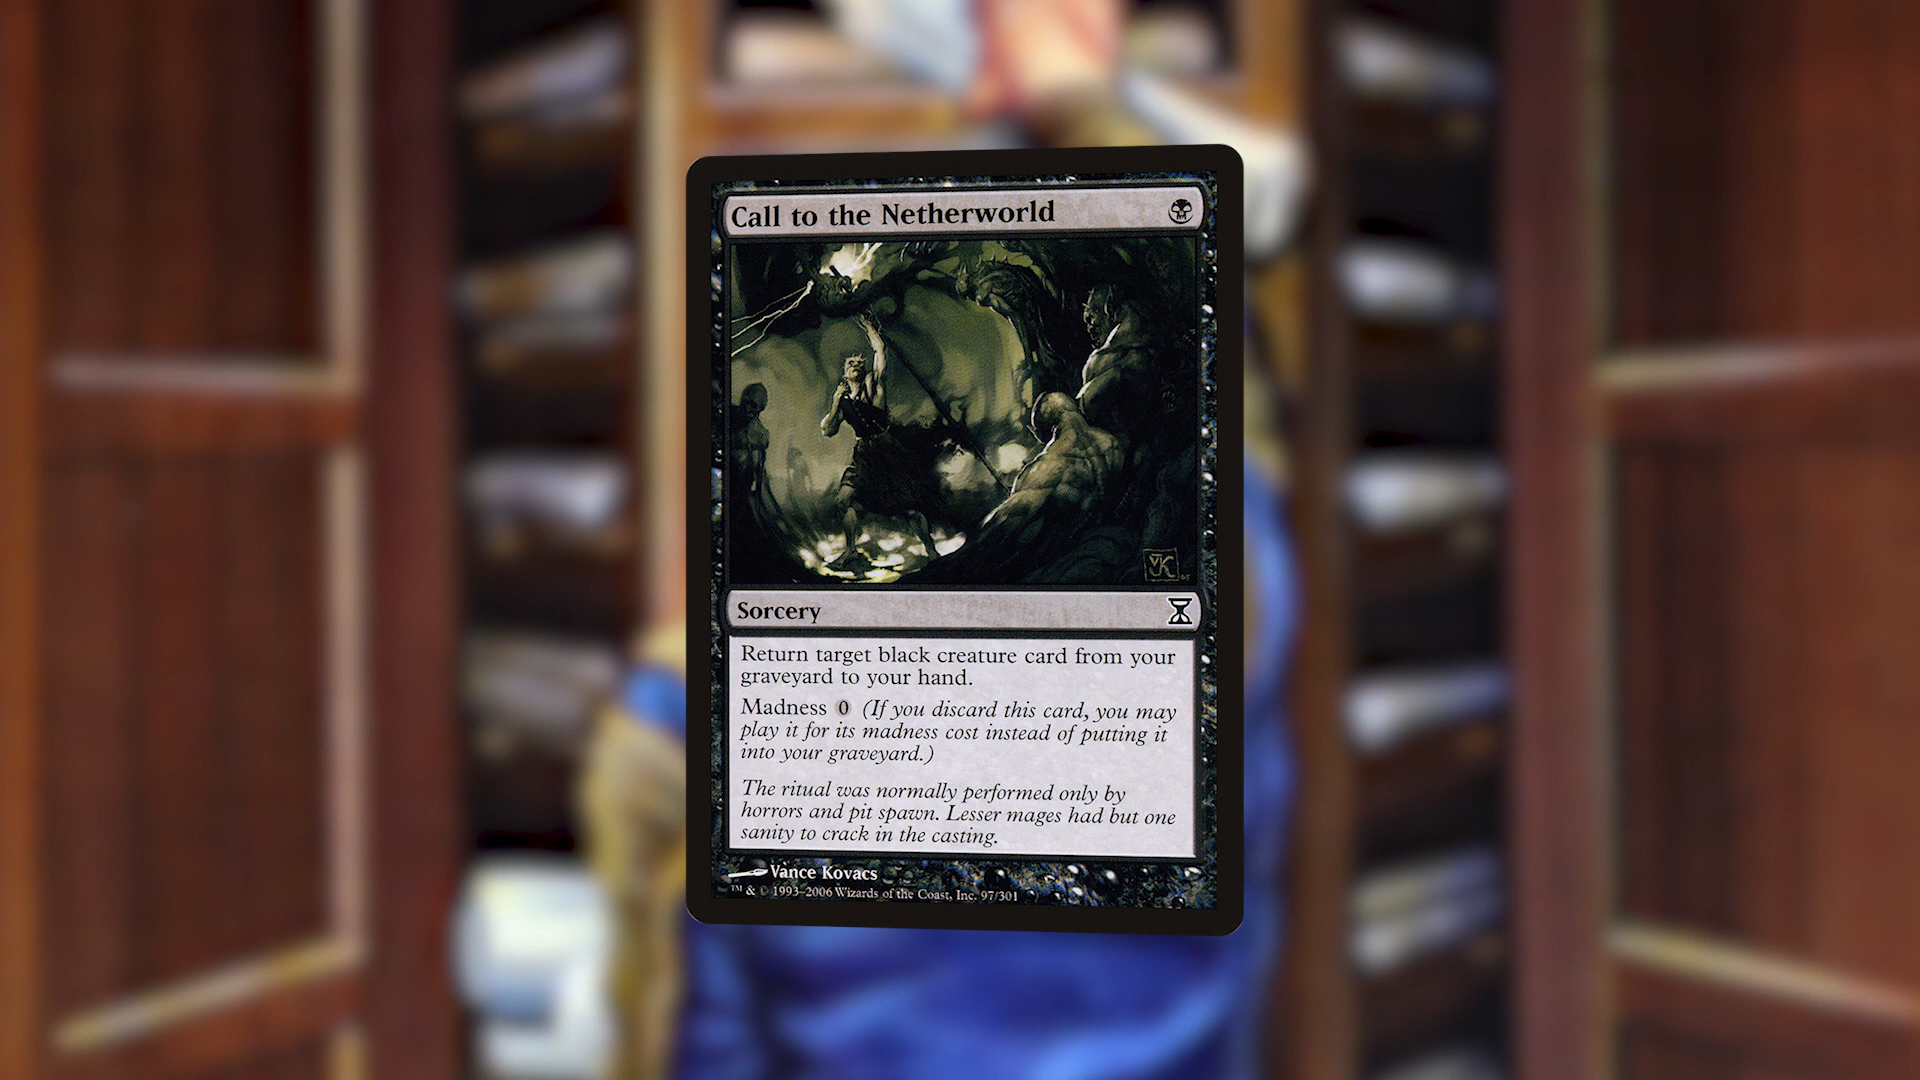 Call to the Netherworld
VK
Sorcery
Return target black creature card from your
graveyard to your hand.
Madness 0 (If you discard this card, you may
play it for its madness cost instead of putting it
into your graveyard.)
The ritual was normally performed only by
horrors and pit spawn. Lesser mages had but one
sanity to crack in the casting.
Vance Kovacs
™ & © 1993–2006 Wizards of the Coast, Inc. 97/301